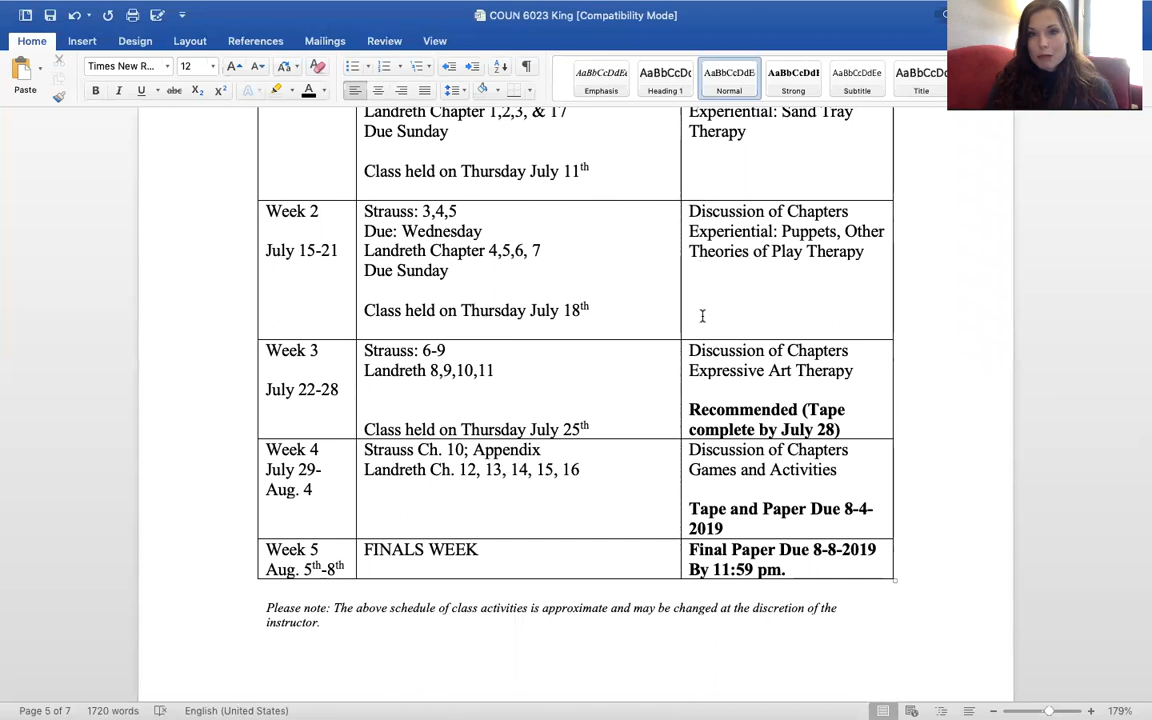 COUN 6023 King [Compatibility Mode]
Home Insert Design Layout References Mailings Review View
Paste
Times New R... 12
AaBbCcDdEe AaBbCcDc AaBbCcDdE AaBbCcDdI AaBbCcDdEe AaBbCcD
Emphasis Heading 1 Normal Strong Subtitle Title
Landreth Chapter 1,2,3, & 17
Due Sunday
Class held on Thursday July 11th
Experiential: Sand Tray
Therapy
Week 2
July 15-21
Strauss: 3,4,5
Due: Wednesday
Landreth Chapter 4,5,6, 7
Due Sunday
Class held on Thursday July 18th
Discussion of Chapters
Experiential: Puppets, Other
Theories of Play Therapy
Week 3
July 22-28
Strauss: 6-9
Landreth 8,9,10,11
Class held on Thursday July 25th
Discussion of Chapters
Expressive Art Therapy
Recommended (Tape
complete by July 28)
Week 4
July 29-
Aug. 4
Strauss Ch. 10; Appendix
Landreth Ch. 12, 13, 14, 15, 16
Discussion of Chapters
Games and Activities
Tape and Paper Due 8-4-
2019
Week 5
Aug. 5th-8th
FINALS WEEK
Final Paper Due 8-8-2019
By 11:59 pm.
Please note: The above schedule of class activities is approximate and may be changed at the discretion of the
instructor.
Page 5 of 7 1720 words English (United States) 179%